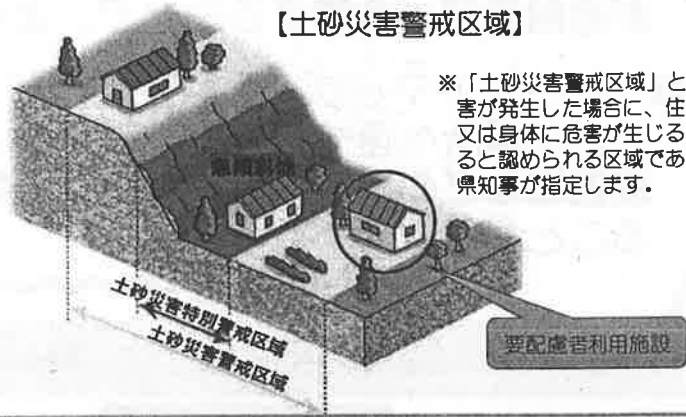 【土砂災害警戒区域】
※「土砂災害警戒区域」と
害が発生した場合に、住
又は身体に危害が生じる
ると認められる区域であ
県知事が指定します。
急傾斜地
土砂災害特別警戒区域
土砂災害警戒区域
要配慮者利用施設